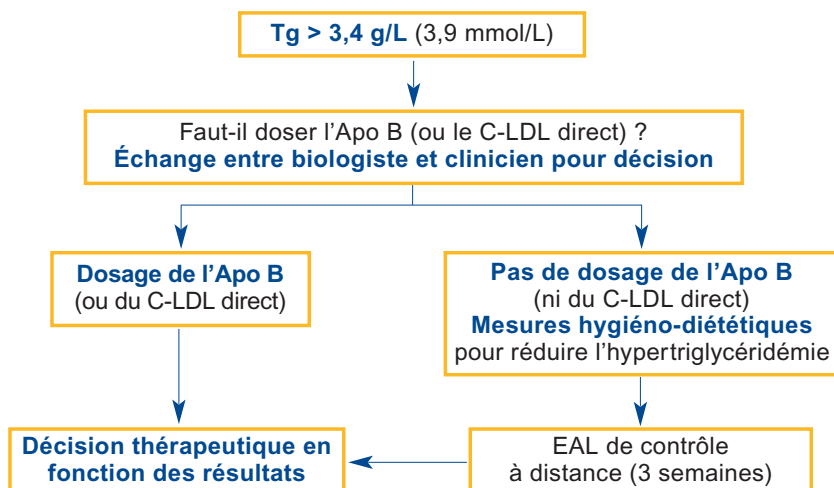 Tg > 3,4 g/L (3,9 mmol/L)
Faut-il doser l'Apo B (ou le C-LDL direct) ?
Échange entre biologiste et clinicien pour décision
Dosage de l'Apo B
(ou du C-LDL direct)
Pas de dosage de l'Apo B
(ni du C-LDL direct)
Mesures hygiéno-diététiques
pour réduire l'hypertriglycéridémie
Décision thérapeutique en
fonction des résultats
EAL de contrôle
à distance (3 semaines)